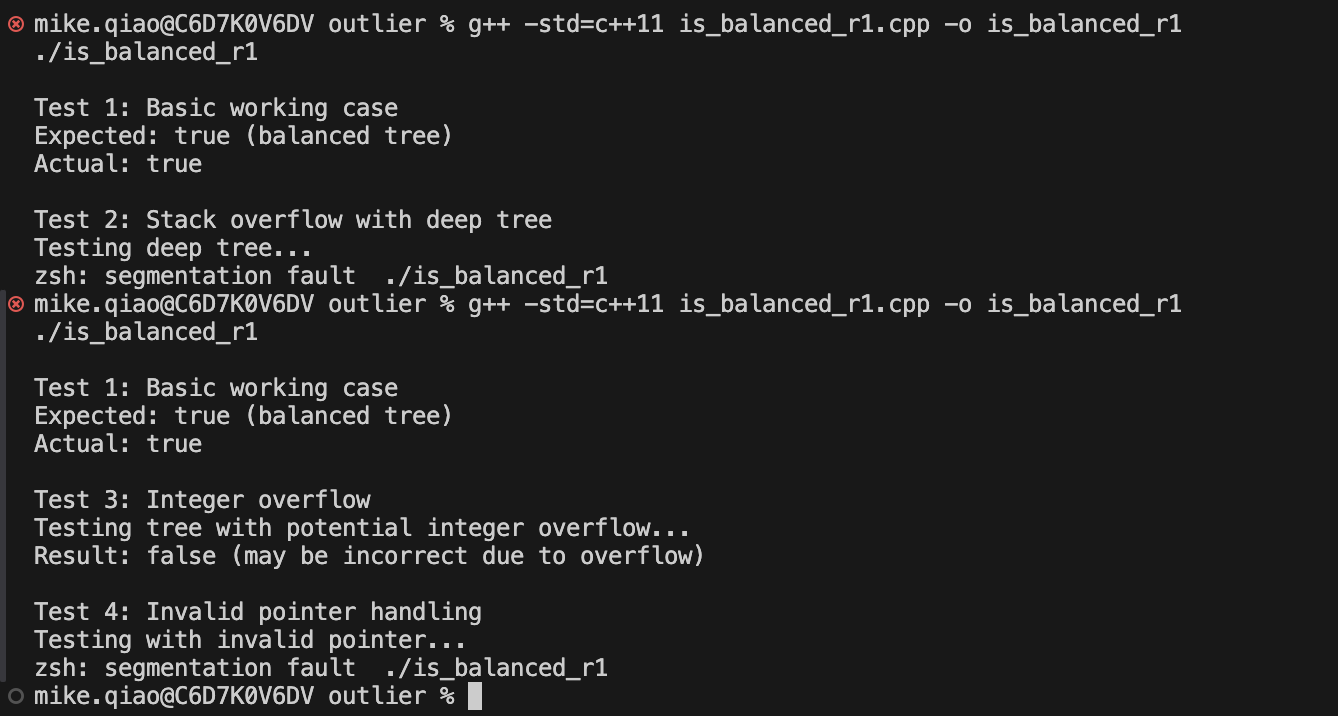 mike.qiao@C6D7K0V6DV outlier % g++ -std=c++11 is_balanced_r1.cpp -o is_balanced_r1
./is_balanced_r1
Test 1: Basic working case
Expected: true (balanced tree)
Actual: true
Test 2: Stack overflow with deep tree
Testing deep tree...
zsh: segmentation fault  ./is_balanced_r1
mike.qiao@C6D7K0V6DV outlier % g++ -std=c++11 is_balanced_r1.cpp -o is_balanced_r1
./is_balanced_r1
Test 1: Basic working case
Expected: true (balanced tree)
Actual: true
Test 3: Integer overflow
Testing tree with potential integer overflow...
Result: false (may be incorrect due to overflow)
Test 4: Invalid pointer handling
Testing with invalid pointer...
zsh: segmentation fault  ./is_balanced_r1
mike.qiao@C6D7K0V6DV outlier %